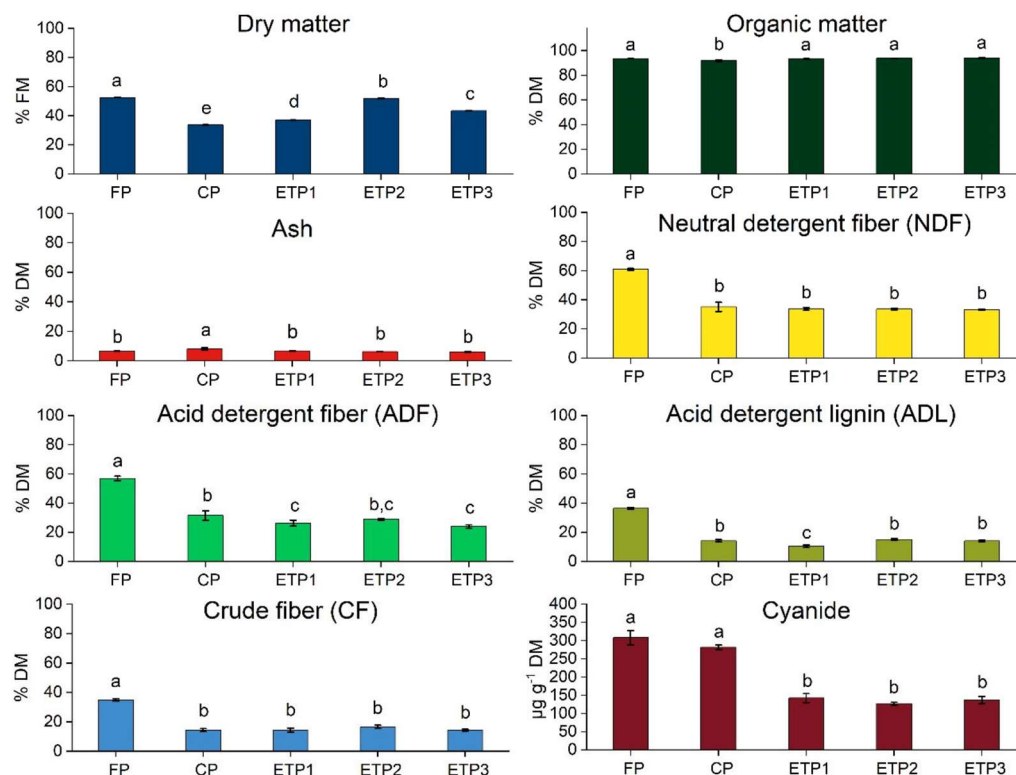 Dry matter
% FM
100
80
60
40
20
0
a
e
d
b
c
FP
CP
ETP1
ETP2
ETP3
Organic matter
% DM
100
80
60
40
20
0
a
b
a
a
a
FP
CP
ETP1
ETP2
ETP3
Ash
% DM
100
80
60
40
20
0
b
a
b
b
b
FP
CP
ETP1
ETP2
ETP3
Neutral detergent fiber (NDF)
% DM
100
80
60
40
20
0
a
b
b
b
b
FP
CP
ETP1
ETP2
ETP3
Acid detergent fiber (ADF)
% DM
100
80
60
40
20
0
a
b
c
b,c
c
FP
CP
ETP1
ETP2
ETP3
Acid detergent lignin (ADL)
% DM
100
80
60
40
20
0
a
b
c
b
b
FP
CP
ETP1
ETP2
ETP3
Crude fiber (CF)
% DM
100
80
60
40
20
0
a
b
b
b
b
FP
CP
ETP1
ETP2
ETP3
Cyanide
µg g⁻¹ DM
400
350
300
250
200
150
100
50
0
a
a
b
b
b
FP
CP
ETP1
ETP2
ETP3